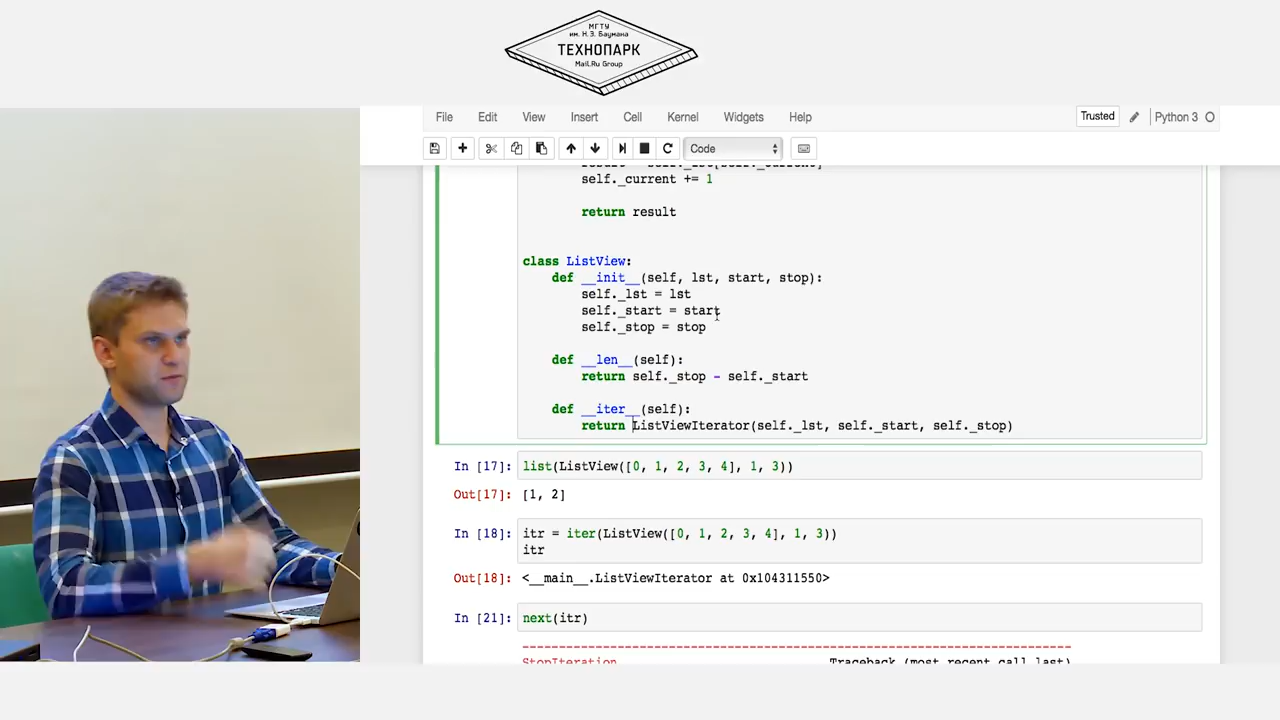 МГТУ
им. Н.Э. Баумана
ТЕХНОПАРК
Mail.Ru Group
File Edit View Insert Cell Kernel Widgets Help Trusted Python 3
Code
self._current += 1
return result
class ListView:
def __init__(self, lst, start, stop):
self._lst = lst
self._start = start
self._stop = stop
def __len__(self):
return self._stop - self._start
def __iter__(self):
return ListViewIterator(self._lst, self._start, self._stop)
In [17]: list(ListView([0, 1, 2, 3, 4], 1, 3))
Out[17]: [1, 2]
In [18]: itr = iter(ListView([0, 1, 2, 3, 4], 1, 3))
itr
Out[18]: <__main__.ListViewIterator at 0x104311550>
In [21]: next(itr)
StopIteration Traceback (most recent call last)